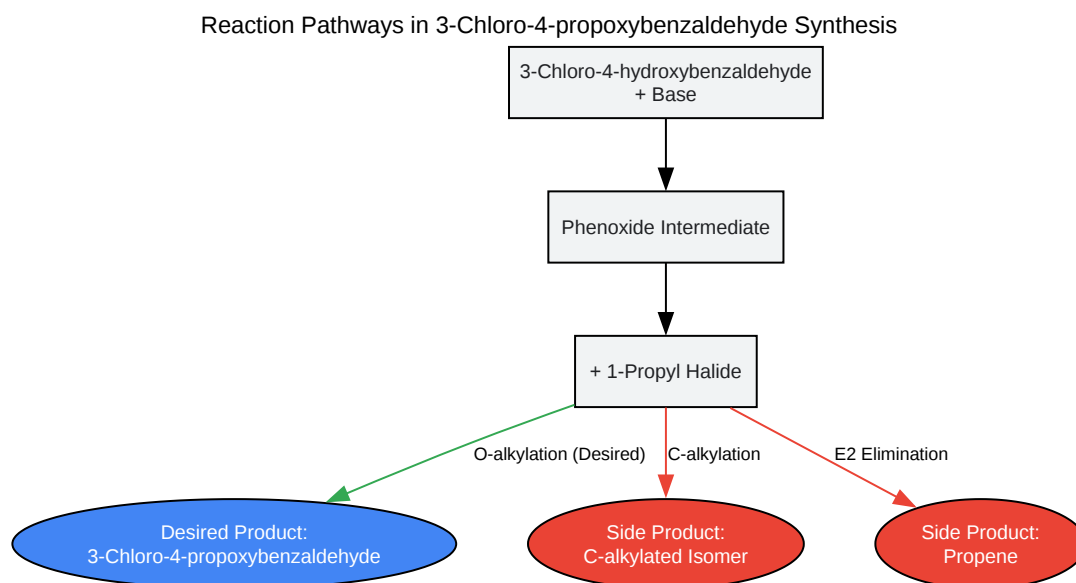 Reaction Pathways in 3-Chloro-4-propoxybenzaldehyde Synthesis
3-Chloro-4-hydroxybenzaldehyde
+ Base
Phenoxide Intermediate
+ 1-Propyl Halide
O-alkylation (Desired)
C-alkylation
E2 Elimination
Desired Product:
3-Chloro-4-propoxybenzaldehyde
Side Product:
C-alkylated Isomer
Side Product:
Propene